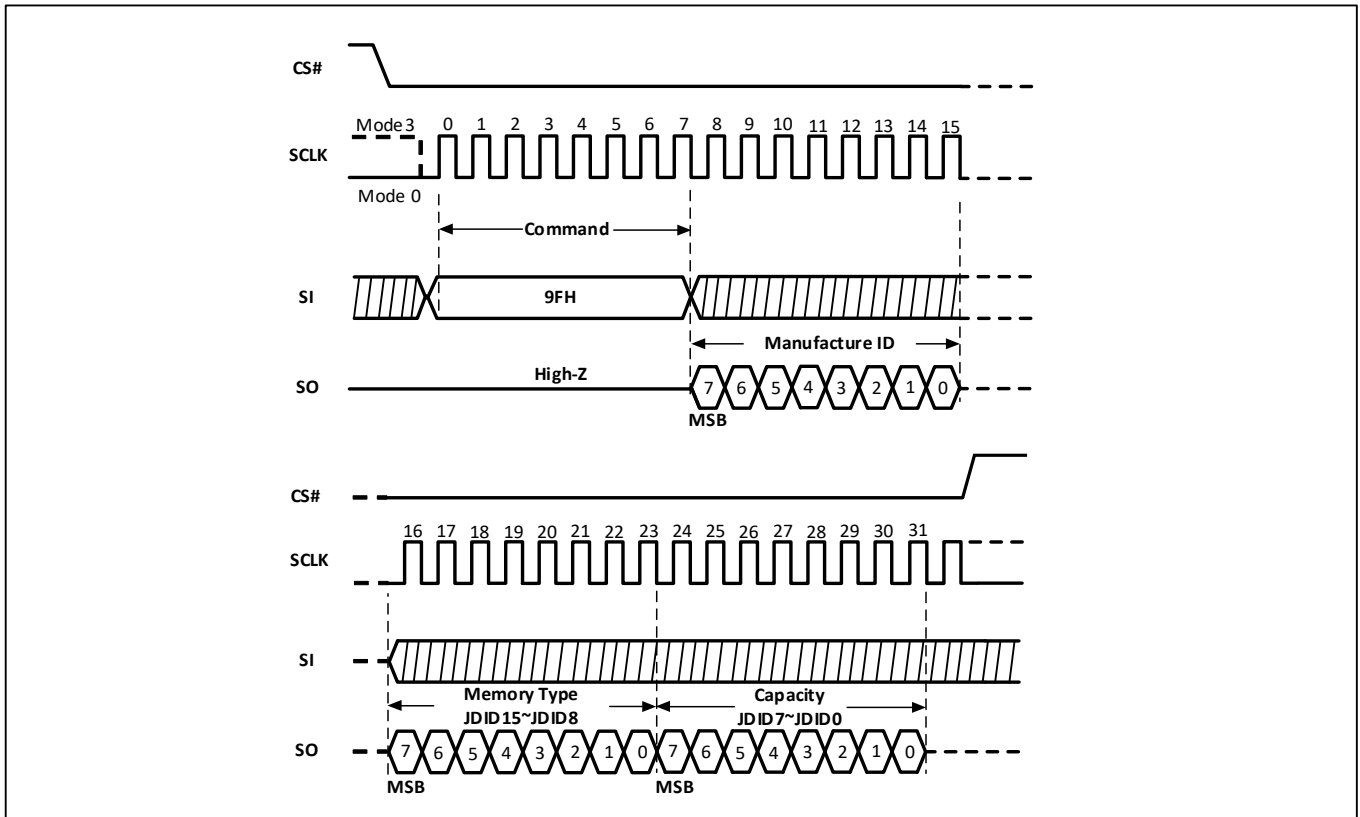 CS#
Mode 3 0 1 2 3 4 5 6 7 8 9 10 11 12 13 14 15
SCLK
Mode 0
Command
SI 9FH
Manufacture ID
High-Z
SO 7 6 5 4 3 2 1 0
MSB
CS#
16 17 18 19 20 21 22 23 24 25 26 27 28 29 30 31
SCLK
SI
Memory Type Capacity
JDID15~JDID8 JDID7~JDID0
SO 7 6 5 4 3 2 1 0 7 6 5 4 3 2 1 0
MSB MSB